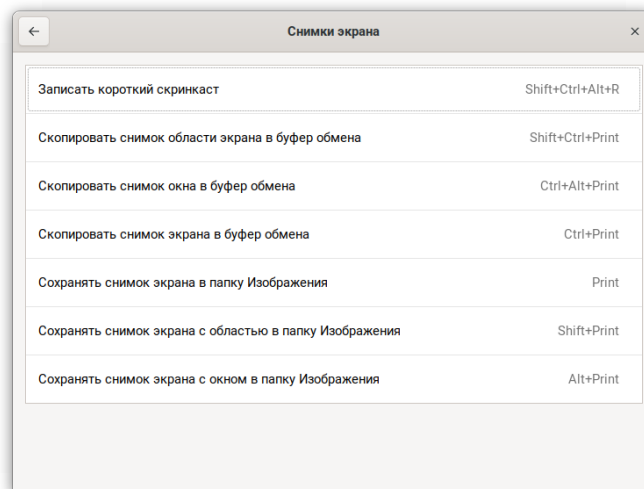 Снимки экрана
Записать короткий скринкаст Shift+Ctrl+Alt+R
Скопировать снимок области экрана в буфер обмена Shift+Ctrl+Print
Скопировать снимок окна в буфер обмена Ctrl+Alt+Print
Скопировать снимок экрана в буфер обмена Ctrl+Print
Сохранять снимок экрана в папку Изображения Print
Сохранять снимок экрана с областью в папку Изображения Shift+Print
Сохранять снимок экрана с окном в папку Изображения Alt+Print